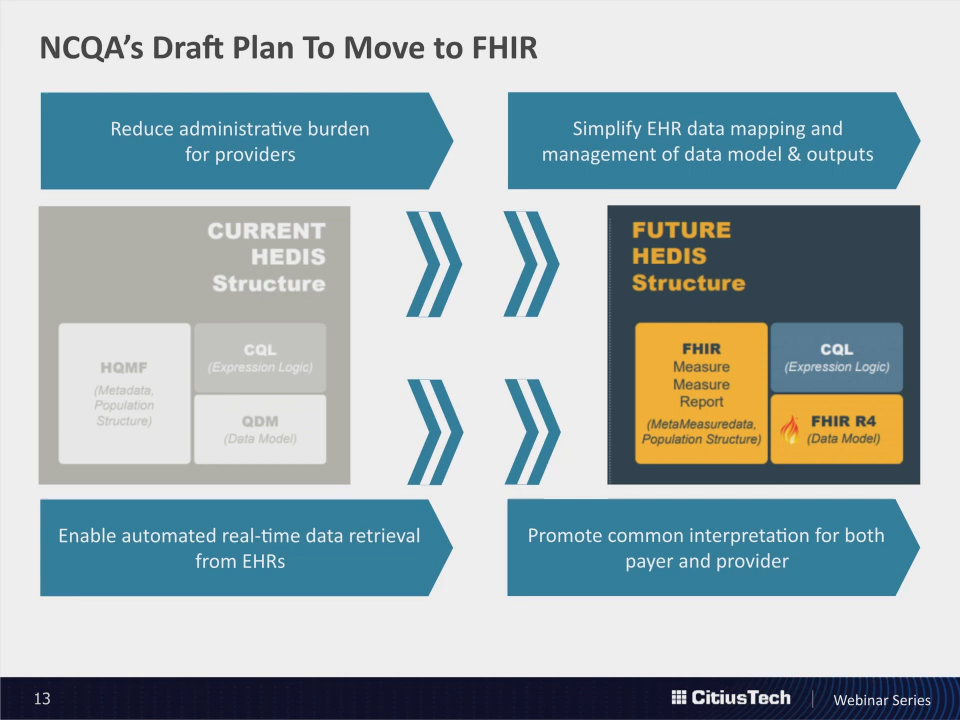 NCQA's Draft Plan To Move to FHIR
Reduce administrative burden
for providers
Simplify EHR data mapping and
management of data model & outputs
CURRENT
HEDIS
Structure
HQMF
(Metadata,
Population
Structure)
CQL
(Expression Logic)
QDM
(Data Model)
FUTURE
HEDIS
Structure
FHIR
Measure
Measure
Report
(MetaMeasuredata,
Population Structure)
CQL
(Expression Logic)
FHIR R4
(Data Model)
Enable automated real-time data retrieval
from EHRs
Promote common interpretation for both
payer and provider
13
CitiusTech
Webinar Series